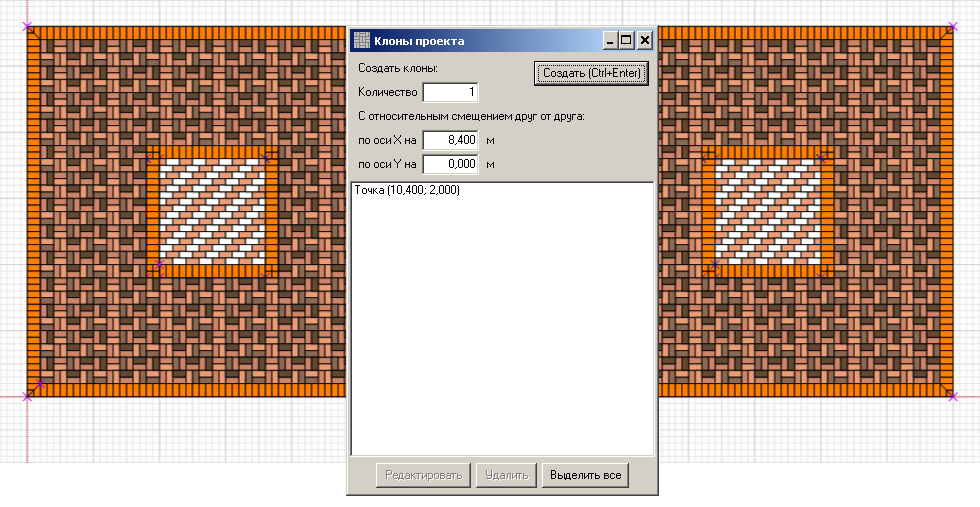 Клоны проекта
Создать клоны:
Создать (Ctrl+Enter)
Количество 1
С относительным смещением друг от друга:
по оси X на 8,400 м
по оси Y на 0,000 м
Точка (10,400; 2,000)
Редактировать Удалить Выделить все